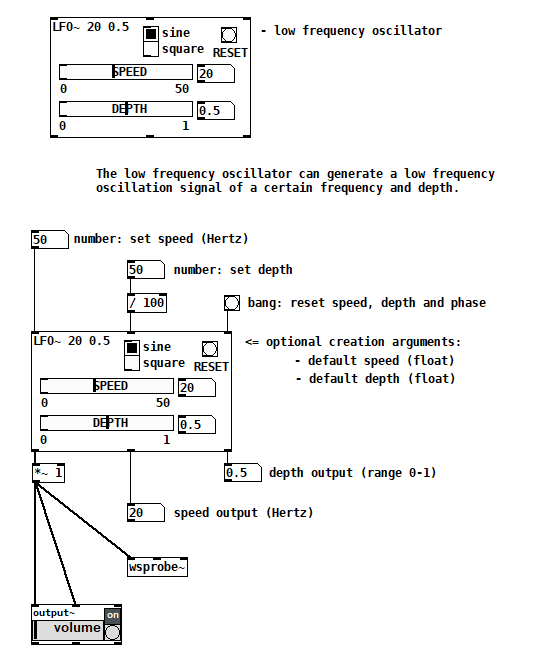 LFO~ 20 0.5
sine
square
RESET
- low frequency oscillator
SPEED
20
0 50
DEPTH
0.5
0 1
The low frequency oscillator can generate a low frequency
oscillation signal of a certain frequency and depth.
50 number: set speed (Hertz)
50 number: set depth
/ 100
bang: reset speed, depth and phase
LFO~ 20 0.5
sine
square
RESET
<= optional creation arguments:
- default speed (float)
- default depth (float)
SPEED
20
0 50
DEPTH
0.5
0 1
*~ 1
0.5 depth output (range 0-1)
20 speed output (Hertz)
wsprobe~
output~
on
volume